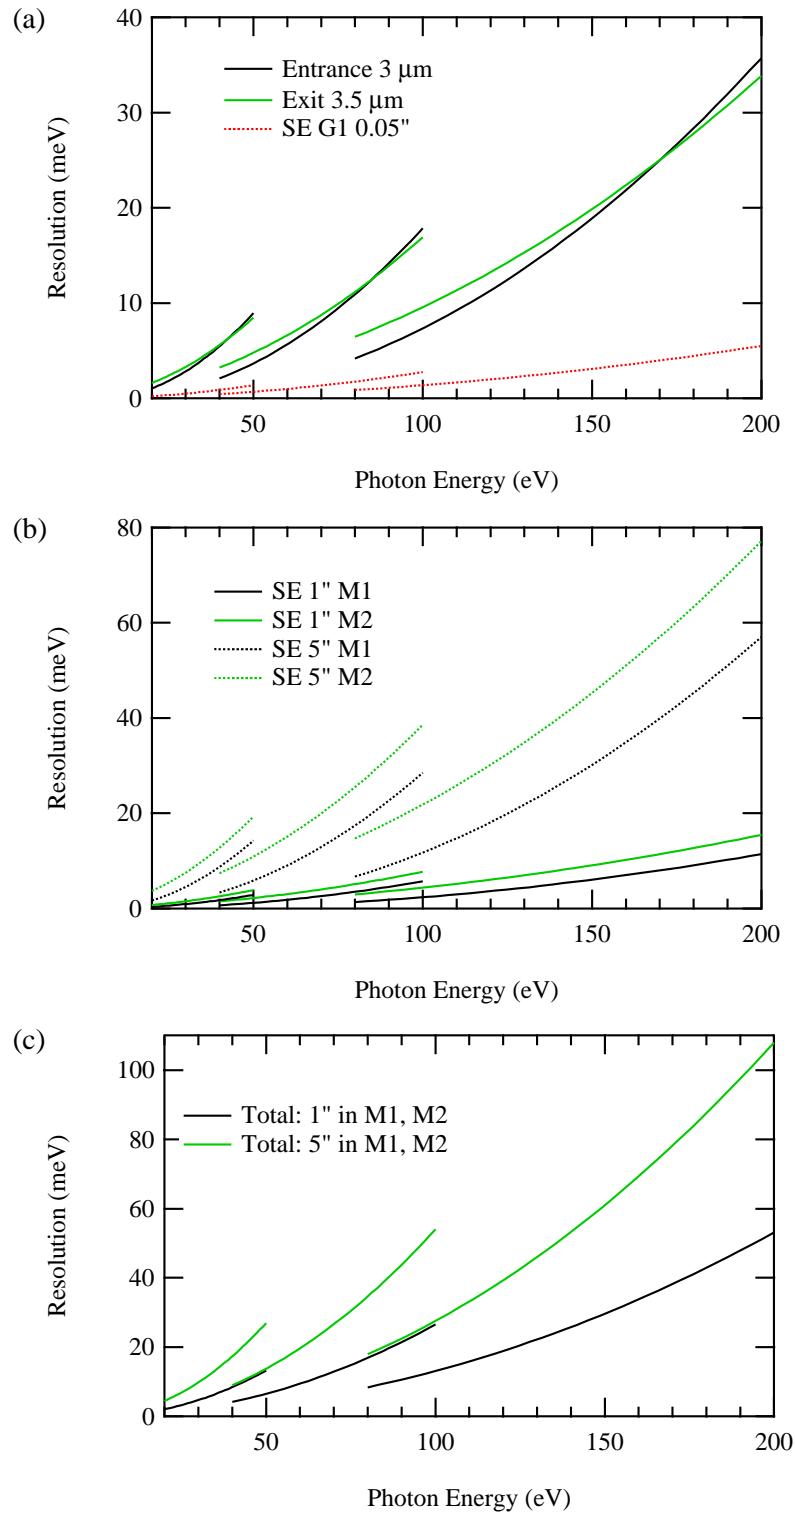 (a)
40
30
20
10
0
Resolution (meV)
Entrance 3 μm
Exit 3.5 μm
SE G1 0.05"
50
100
150
200
Photon Energy (eV)
(b)
80
60
40
20
0
Resolution (meV)
SE 1" M1
SE 1" M2
SE 5" M1
SE 5" M2
50
100
150
200
Photon Energy (eV)
(c)
100
80
60
40
20
0
Resolution (meV)
Total: 1" in M1, M2
Total: 5" in M1, M2
50
100
150
200
Photon Energy (eV)